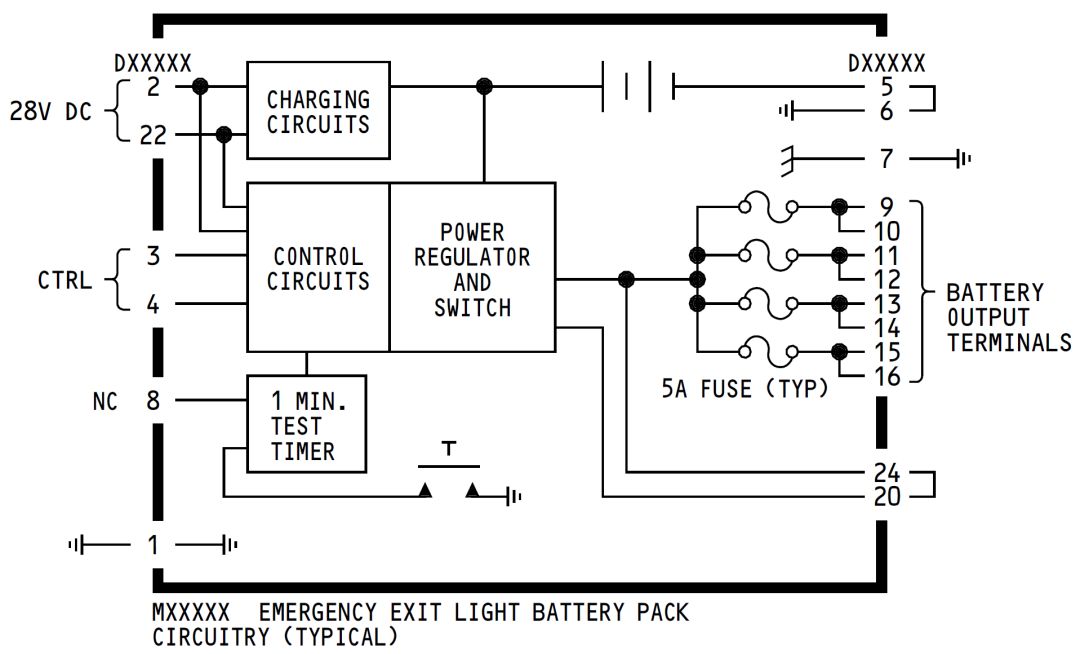 DXXXXX
2
28V DC
22
CTRL
3
4
NC
8
1
CHARGING
CIRCUITS
CONTROL
CIRCUITS
POWER
REGULATOR
AND
SWITCH
1 MIN.
TEST
TIMER
T
5A FUSE (TYP)
DXXXXX
5
6
7
9
10
11
12
13
14
15
16
BATTERY
OUTPUT
TERMINALS
24
20
MXXXXX EMERGENCY EXIT LIGHT BATTERY PACK
CIRCUITRY (TYPICAL)